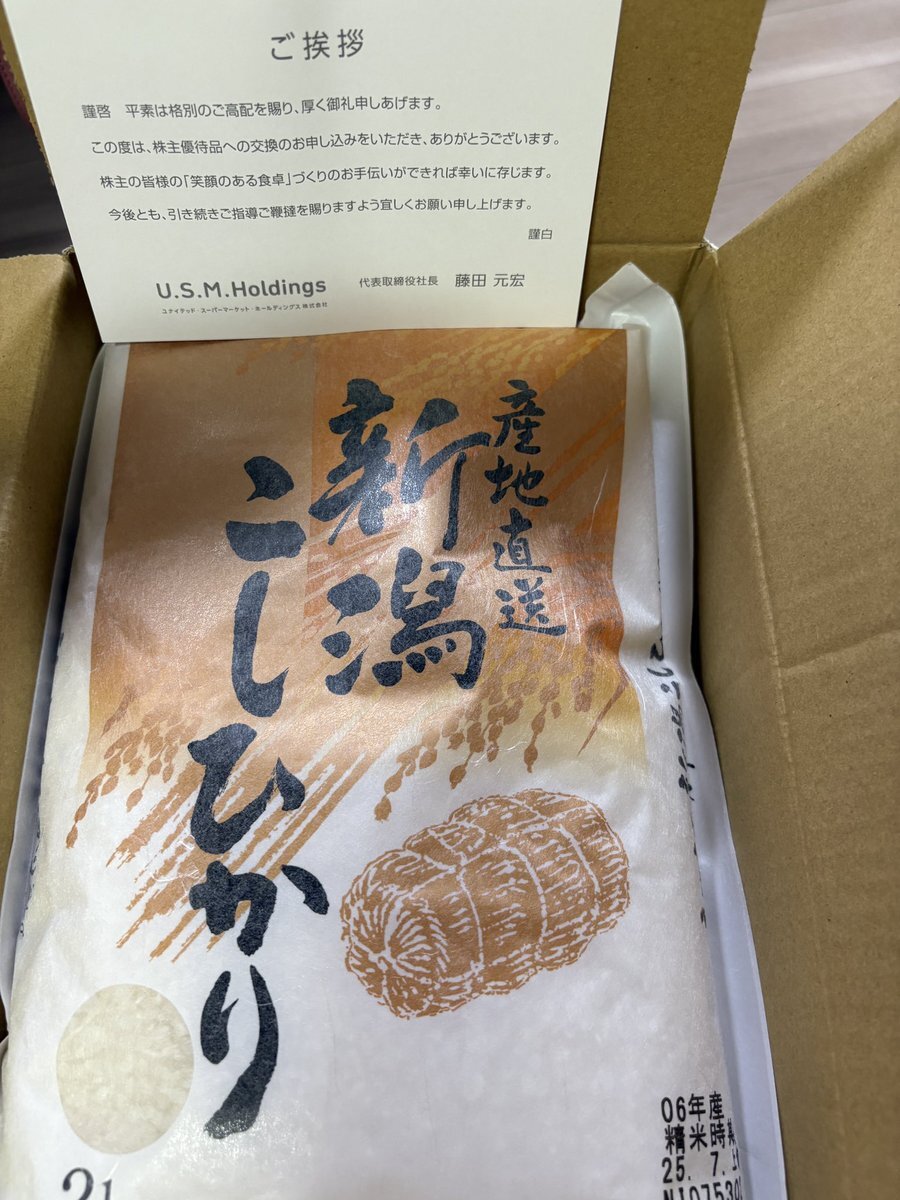 ご挨拶
謹啓 平素は格別のご高配を賜り、厚く御礼申しあげます。
この度は、株主優待品への交換のお申し込みをいただき、ありがとうございます。
株主の皆様の「笑顔のある食卓」づくりのお手伝いができれば幸いに存じます。
今後とも、引き続きご指導ご鞭撻を賜りますよう宜しくお願い申し上げます。
謹白
U.S.M.Holdings
ユナイテッド・スーパーマーケット・ホールディングス株式会社
代表取締役社長 藤田 元宏
産地直送
新潟
こしひかり
06年産
精米時期
25. 7.